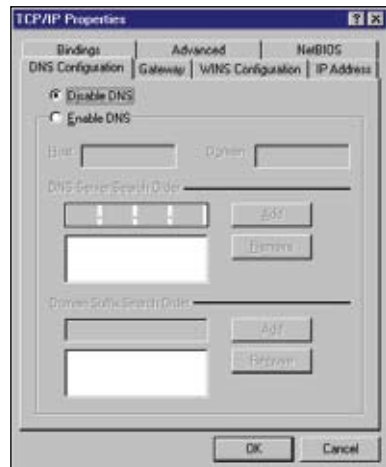 TCP/IP Properties
Bindings Advanced NetBIOS
DNS Configuration Gateway WINS Configuration IP Address
Disable DNS
Enable DNS
Host: Domain:
DNS Server Search Order
Add
Remove
Domain Suffix Search Order
Add
Remove
OK Cancel